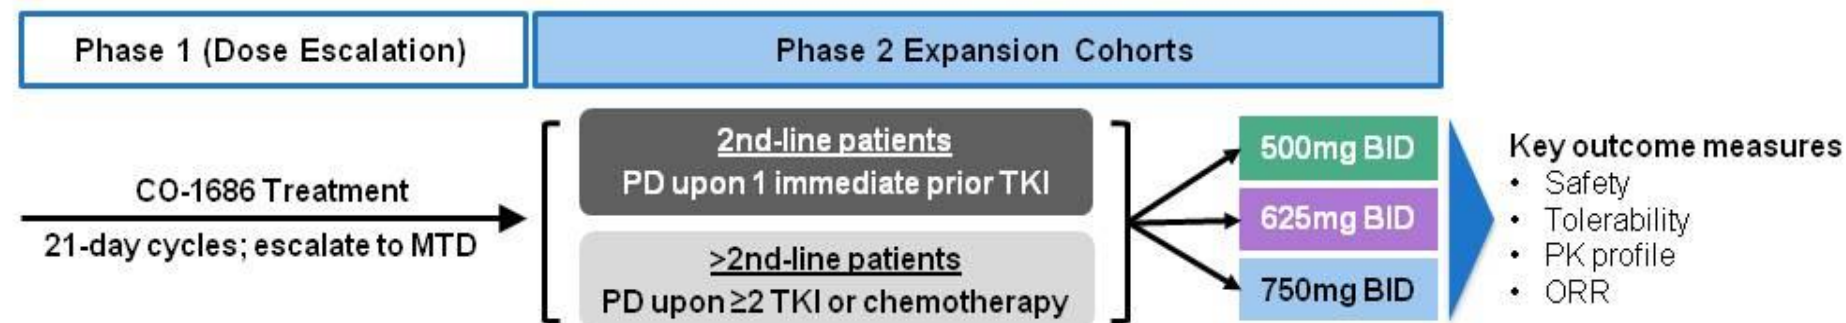 Phase 1 (Dose Escalation)
Phase 2 Expansion Cohorts
CO-1686 Treatment
21-day cycles; escalate to MTD
2nd-line patients
PD upon 1 immediate prior TKI
>2nd-line patients
PD upon ≥2 TKI or chemotherapy
500mg BID
625mg BID
750mg BID
Key outcome measures
• Safety
• Tolerability
• PK profile
• ORR